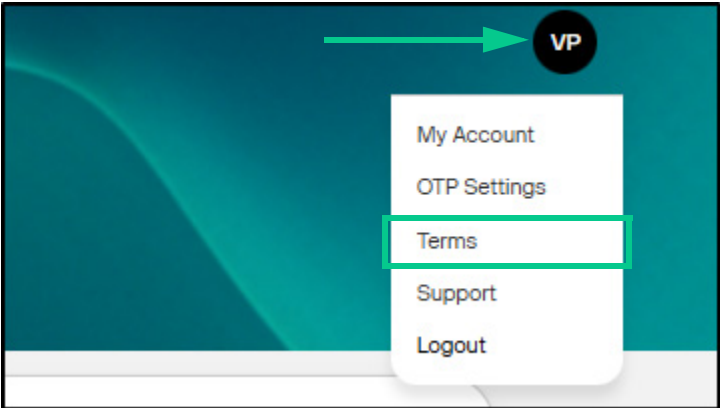 VP
My Account
OTP Settings
Terms
Support
Logout